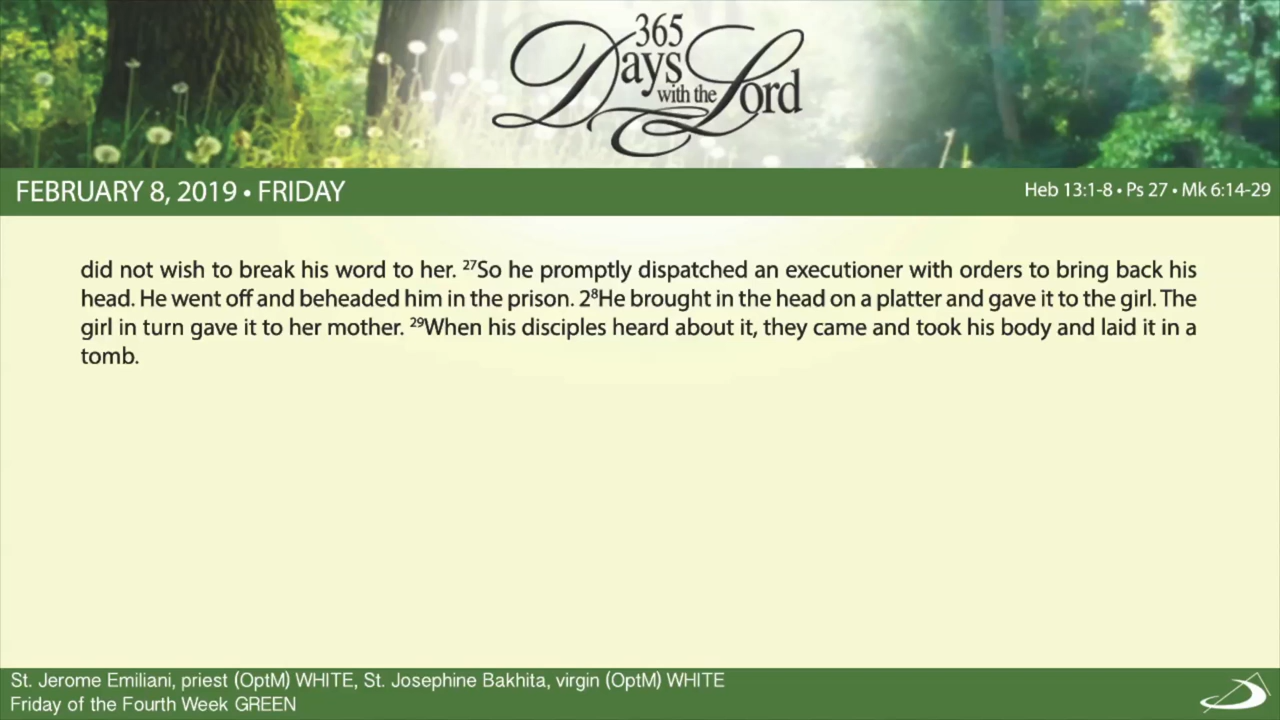 365
Days
with the Lord
FEBRUARY 8, 2019 • FRIDAY
Heb 13:1-8 • Ps 27 • Mk 6:14-29
did not wish to break his word to her. ²⁷So he promptly dispatched an executioner with orders to bring back his
head. He went off and beheaded him in the prison. 2⁸He brought in the head on a platter and gave it to the girl. The
girl in turn gave it to her mother. ²⁹When his disciples heard about it, they came and took his body and laid it in a
tomb.
St. Jerome Emiliani, priest (OptM) WHITE, St. Josephine Bakhita, virgin (OptM) WHITE
Friday of the Fourth Week GREEN